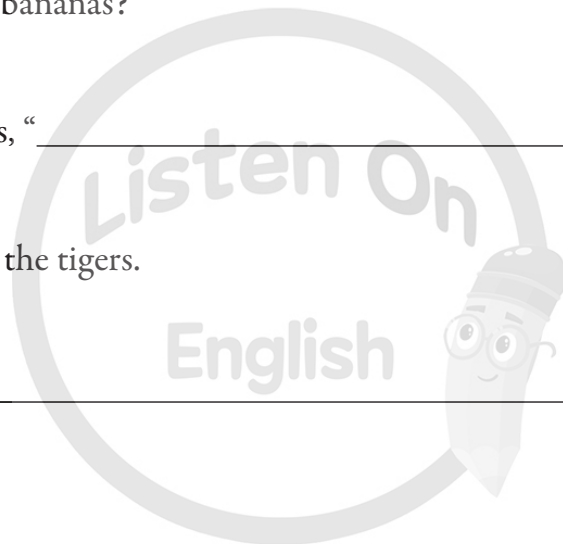 bananas?
s, “
Listen On
the tigers.
English